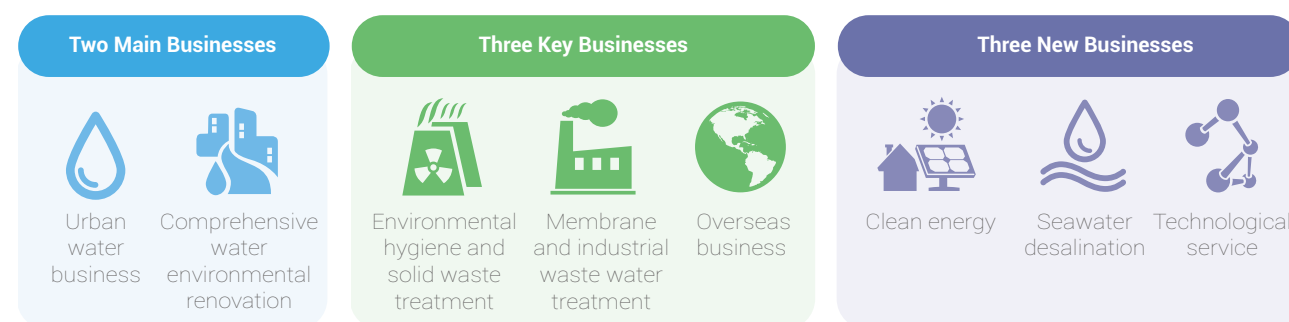 Two Main Businesses
Urban
water
business
Comprehensive
water
environmental
renovation
Three Key Businesses
Environmental
hygiene and
solid waste
treatment
Membrane
and industrial
waste water
treatment
Overseas
business
Three New Businesses
Clean energy
Seawater
desalination
Technological
service